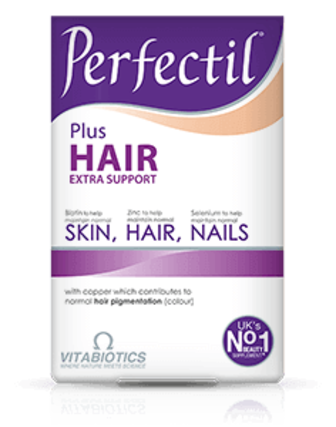 Perfectil®
Plus
HAIR
EXTRA SUPPORT
Biotin to help Zinc to help Selenium to help
maintain normal maintain normal maintain normal
SKIN, HAIR, NAILS
with copper which contributes to
normal hair pigmentation (colour)
UK's
No1
BEAUTY
SUPPLEMENT
VITABIOTICS
WHERE NATURE MEETS SCIENCE